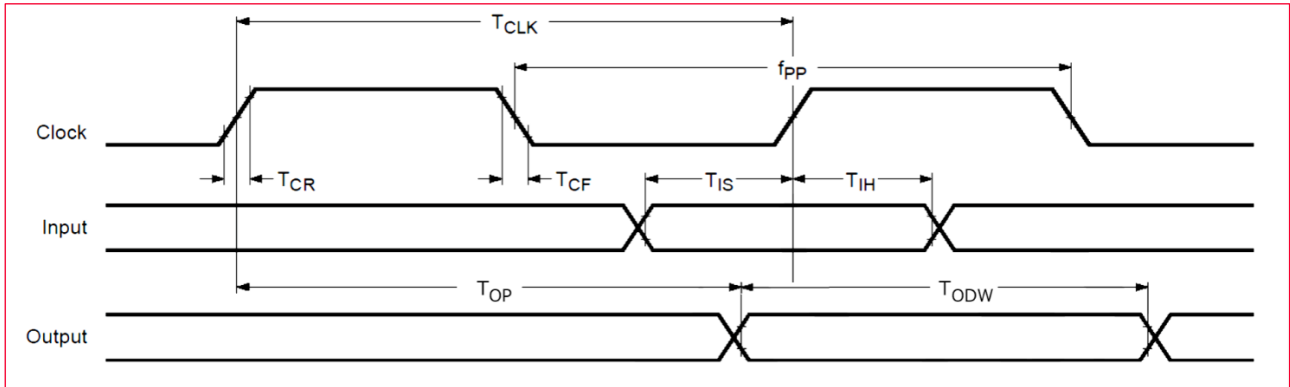 TCLK
fPP
Clock
TCR
TCF
TIS
TIH
Input
TOP
TODW
Output